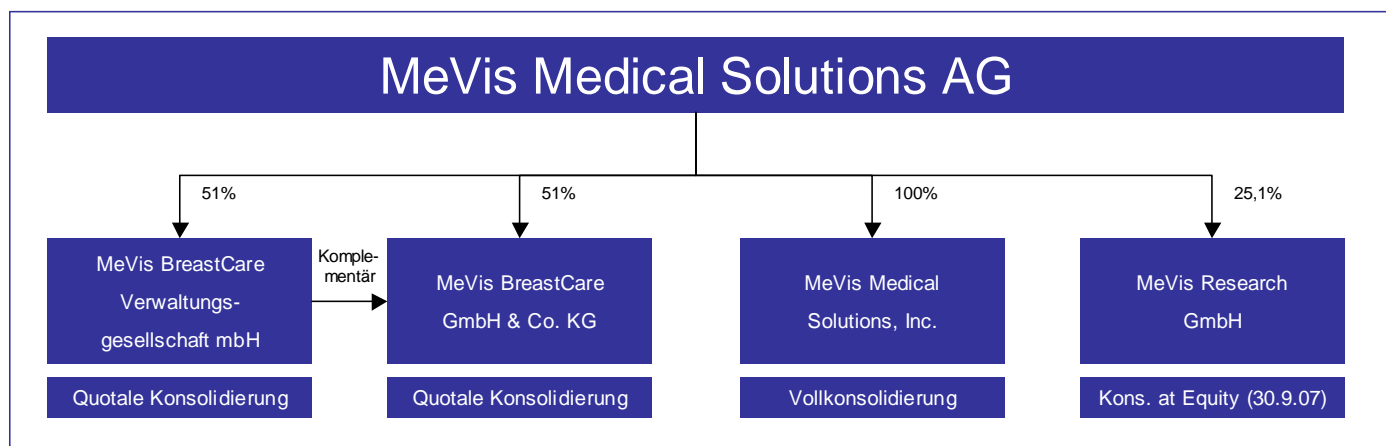 MeVis Medical Solutions AG
51%
51%
100%
25,1%
MeVis BreastCare
Verwaltungs-
gesellschaft mbH
Komple-
mentär
MeVis BreastCare
GmbH & Co. KG
MeVis Medical
Solutions, Inc.
MeVis Research
GmbH
Quotale Konsolidierung
Quotale Konsolidierung
Vollkonsolidierung
Kons. at Equity (30.9.07)